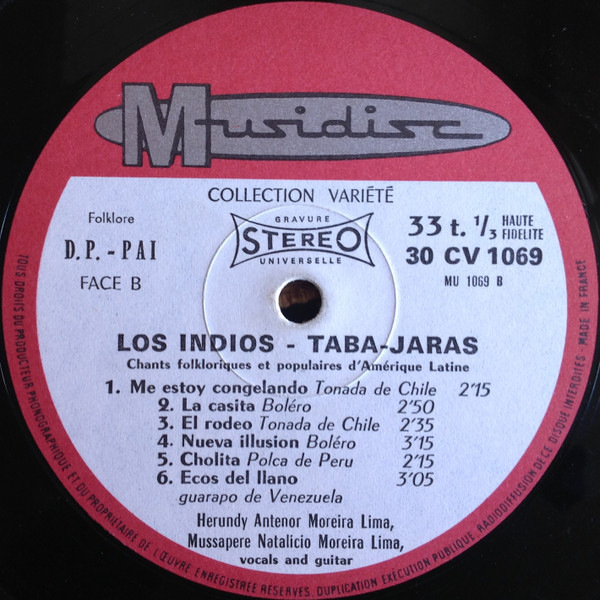 Musidisc
COLLECTION VARIÉTÉ
Folklore
D.P. - PAI
FACE B
GRAVURE
STEREO
UNIVERSELLE
33 t. 1/3 HAUTE FIDELITE
30 CV 1069
MU 1069 B
LOS INDIOS - TABA-JARAS
Chants folkloriques et populaires d'Amérique Latine
1. Me estoy congelando Tonada de Chile 2'15
2. La casita Boléro 2'50
3. El rodeo Tonada de Chile 2'35
4. Nueva illusion Boléro 3'15
5. Cholita Polca de Peru 2'25
6. Ecos del llano 3'05
guarapo de Venezuela
Herundy Antenor Moreira Lima,
Mussapere Natalicio Moreira Lima,
vocals and guitar
TOUS DROITS DU PRODUCTEUR PHONOGRAPHIQUE ET DU PROPRIETAIRE DE L'ŒUVRE ENREGISTREE RESERVES. DUPLICATION EXÉCUTION PUBLIQUE RADIODIFFUSION DE CE DISQUE INTERDITES - MADE IN FRANCE